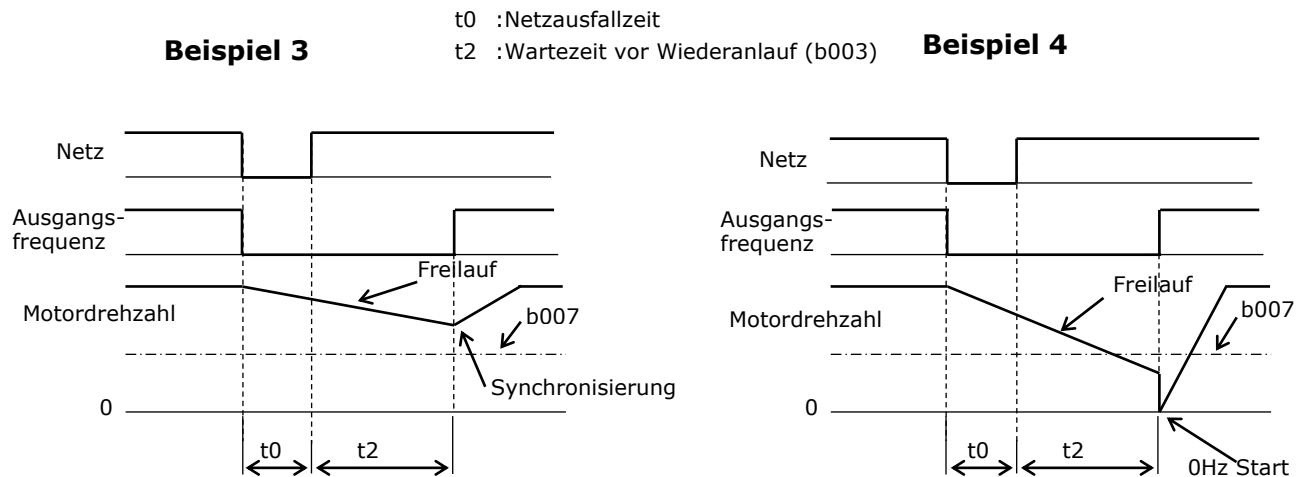 t0 :Netzausfallzeit
t2 :Wartezeit vor Wiederanlauf (b003)
Beispiel 3
Netz
Ausgangs-
frequenz
Freilauf
Motordrehzahl
b007
Synchronisierung
0
t0
t2
Beispiel 4
Netz
Ausgangs-
frequenz
Freilauf
Motordrehzahl
b007
0
t0
t2
0Hz Start